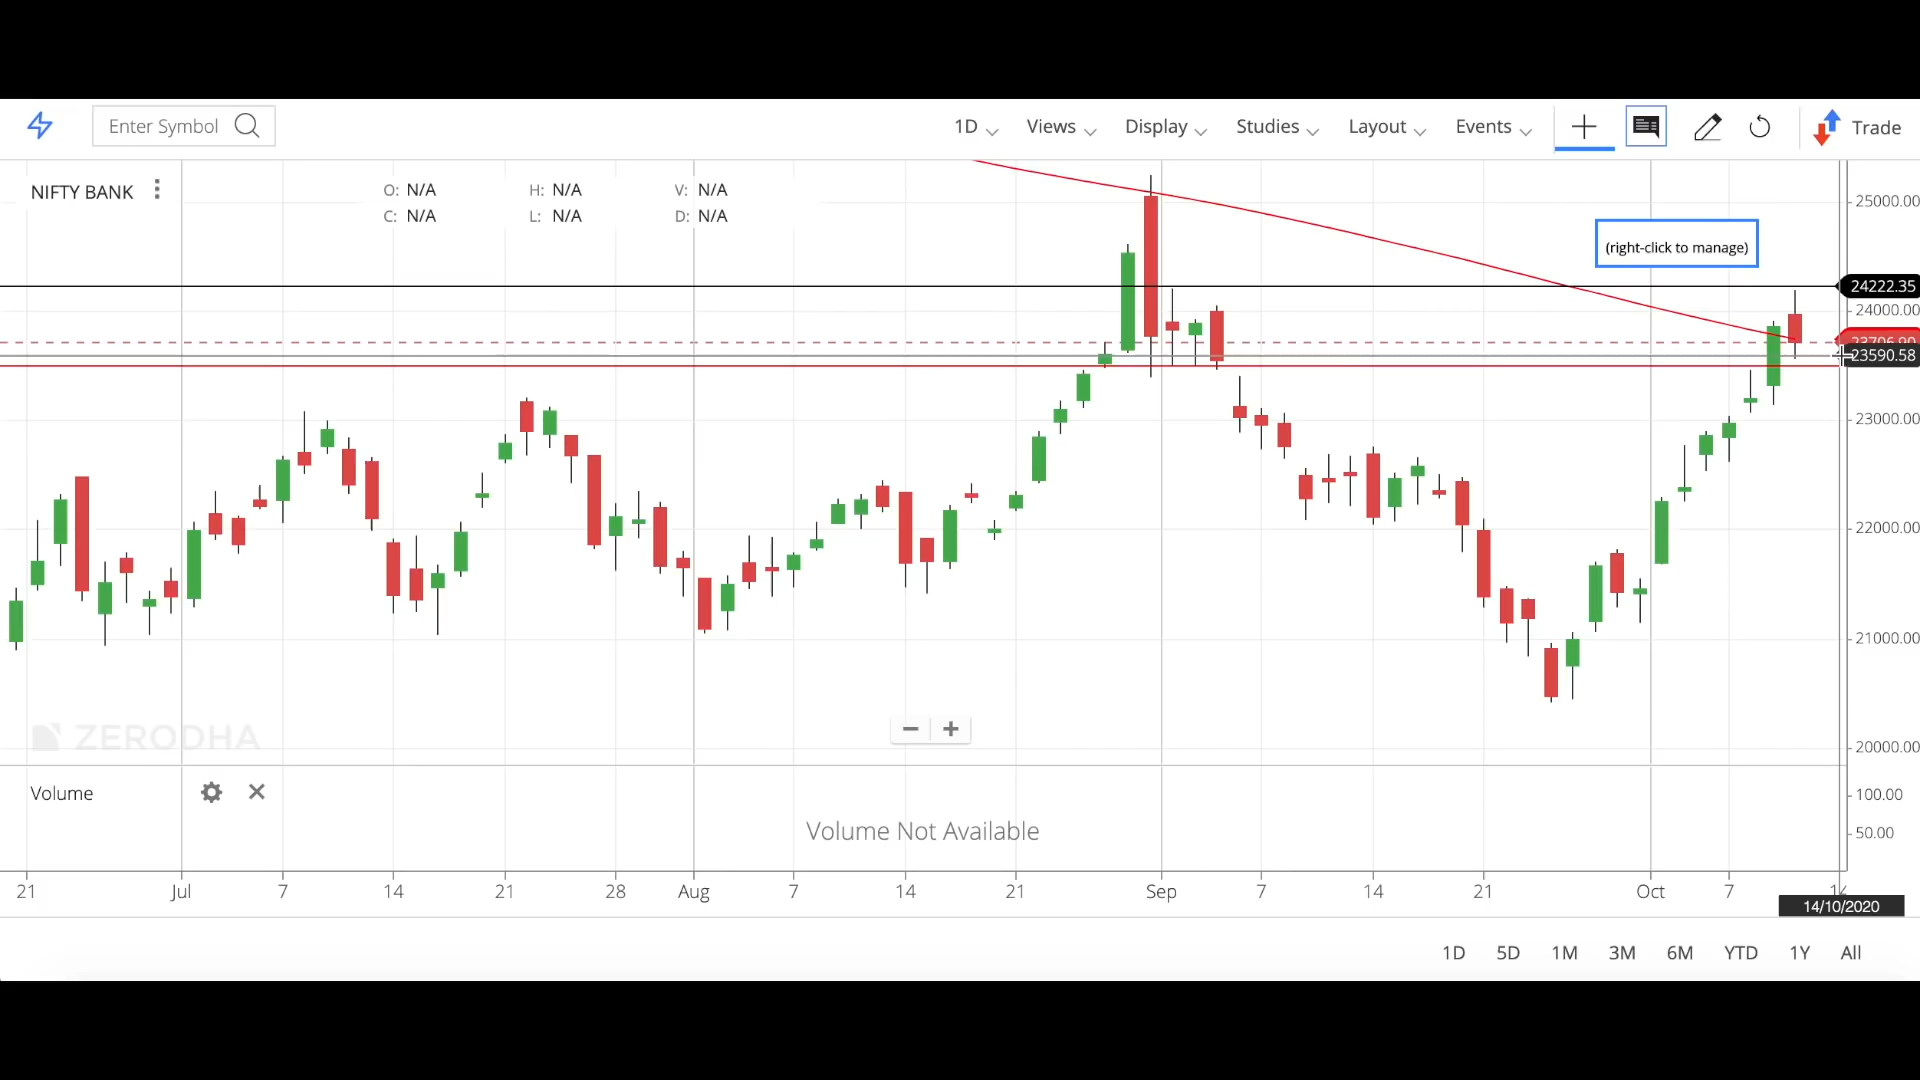 Enter Symbol
1D Views Display Studies Layout Events Trade
NIFTY BANK
O: N/A H: N/A V: N/A
C: N/A L: N/A D: N/A
25000.00
(right-click to manage)
24222.35
24000.00
23706.90
23590.58
23000.00
22000.00
21000.00
20000.00
ZERODHA
Volume
Volume Not Available
100.00
50.00
21 Jul 7 14 21 28 Aug 7 14 21 Sep 7 14 21 Oct 7 14
14/10/2020
1D 5D 1M 3M 6M YTD 1Y All